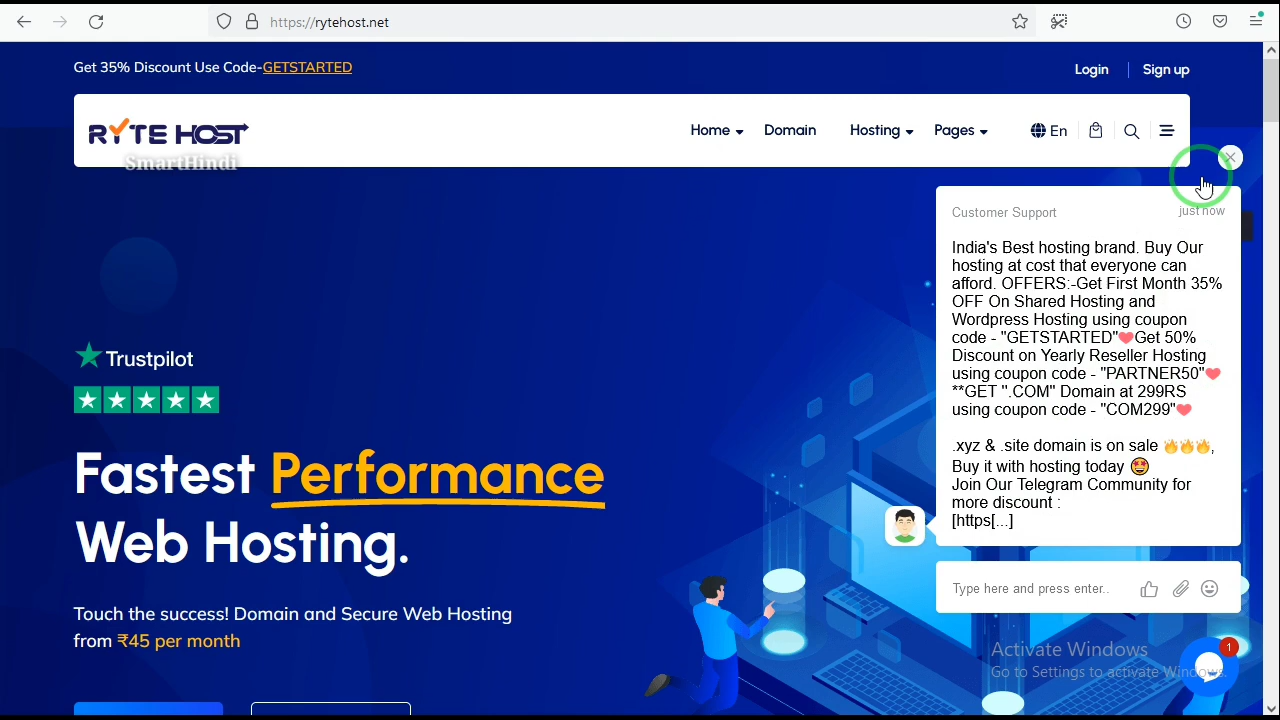 https://rytehost.net
Get 35% Discount Use Code-GETSTARTED
Login
Sign up
RYTE HOST
SmartHindi
Home
Domain
Hosting
Pages
En
Customer Support
just now
India's Best hosting brand. Buy Our
hosting at cost that everyone can
afford. OFFERS:-Get First Month 35%
OFF On Shared Hosting and
Wordpress Hosting using coupon
code - "GETSTARTED"❤️Get 50%
Discount on Yearly Reseller Hosting
using coupon code - "PARTNER50"❤️
**GET ".COM" Domain at 299RS
using coupon code - "COM299"❤️
.xyz & .site domain is on sale 🔥🔥🔥,
Buy it with hosting today 🤩
Join Our Telegram Community for
more discount :
[https[...]
Type here and press enter..
Trustpilot
Fastest Performance
Web Hosting.
Touch the success! Domain and Secure Web Hosting
from ₹45 per month
Activate Windows
Go to Settings to activate Windows.
1